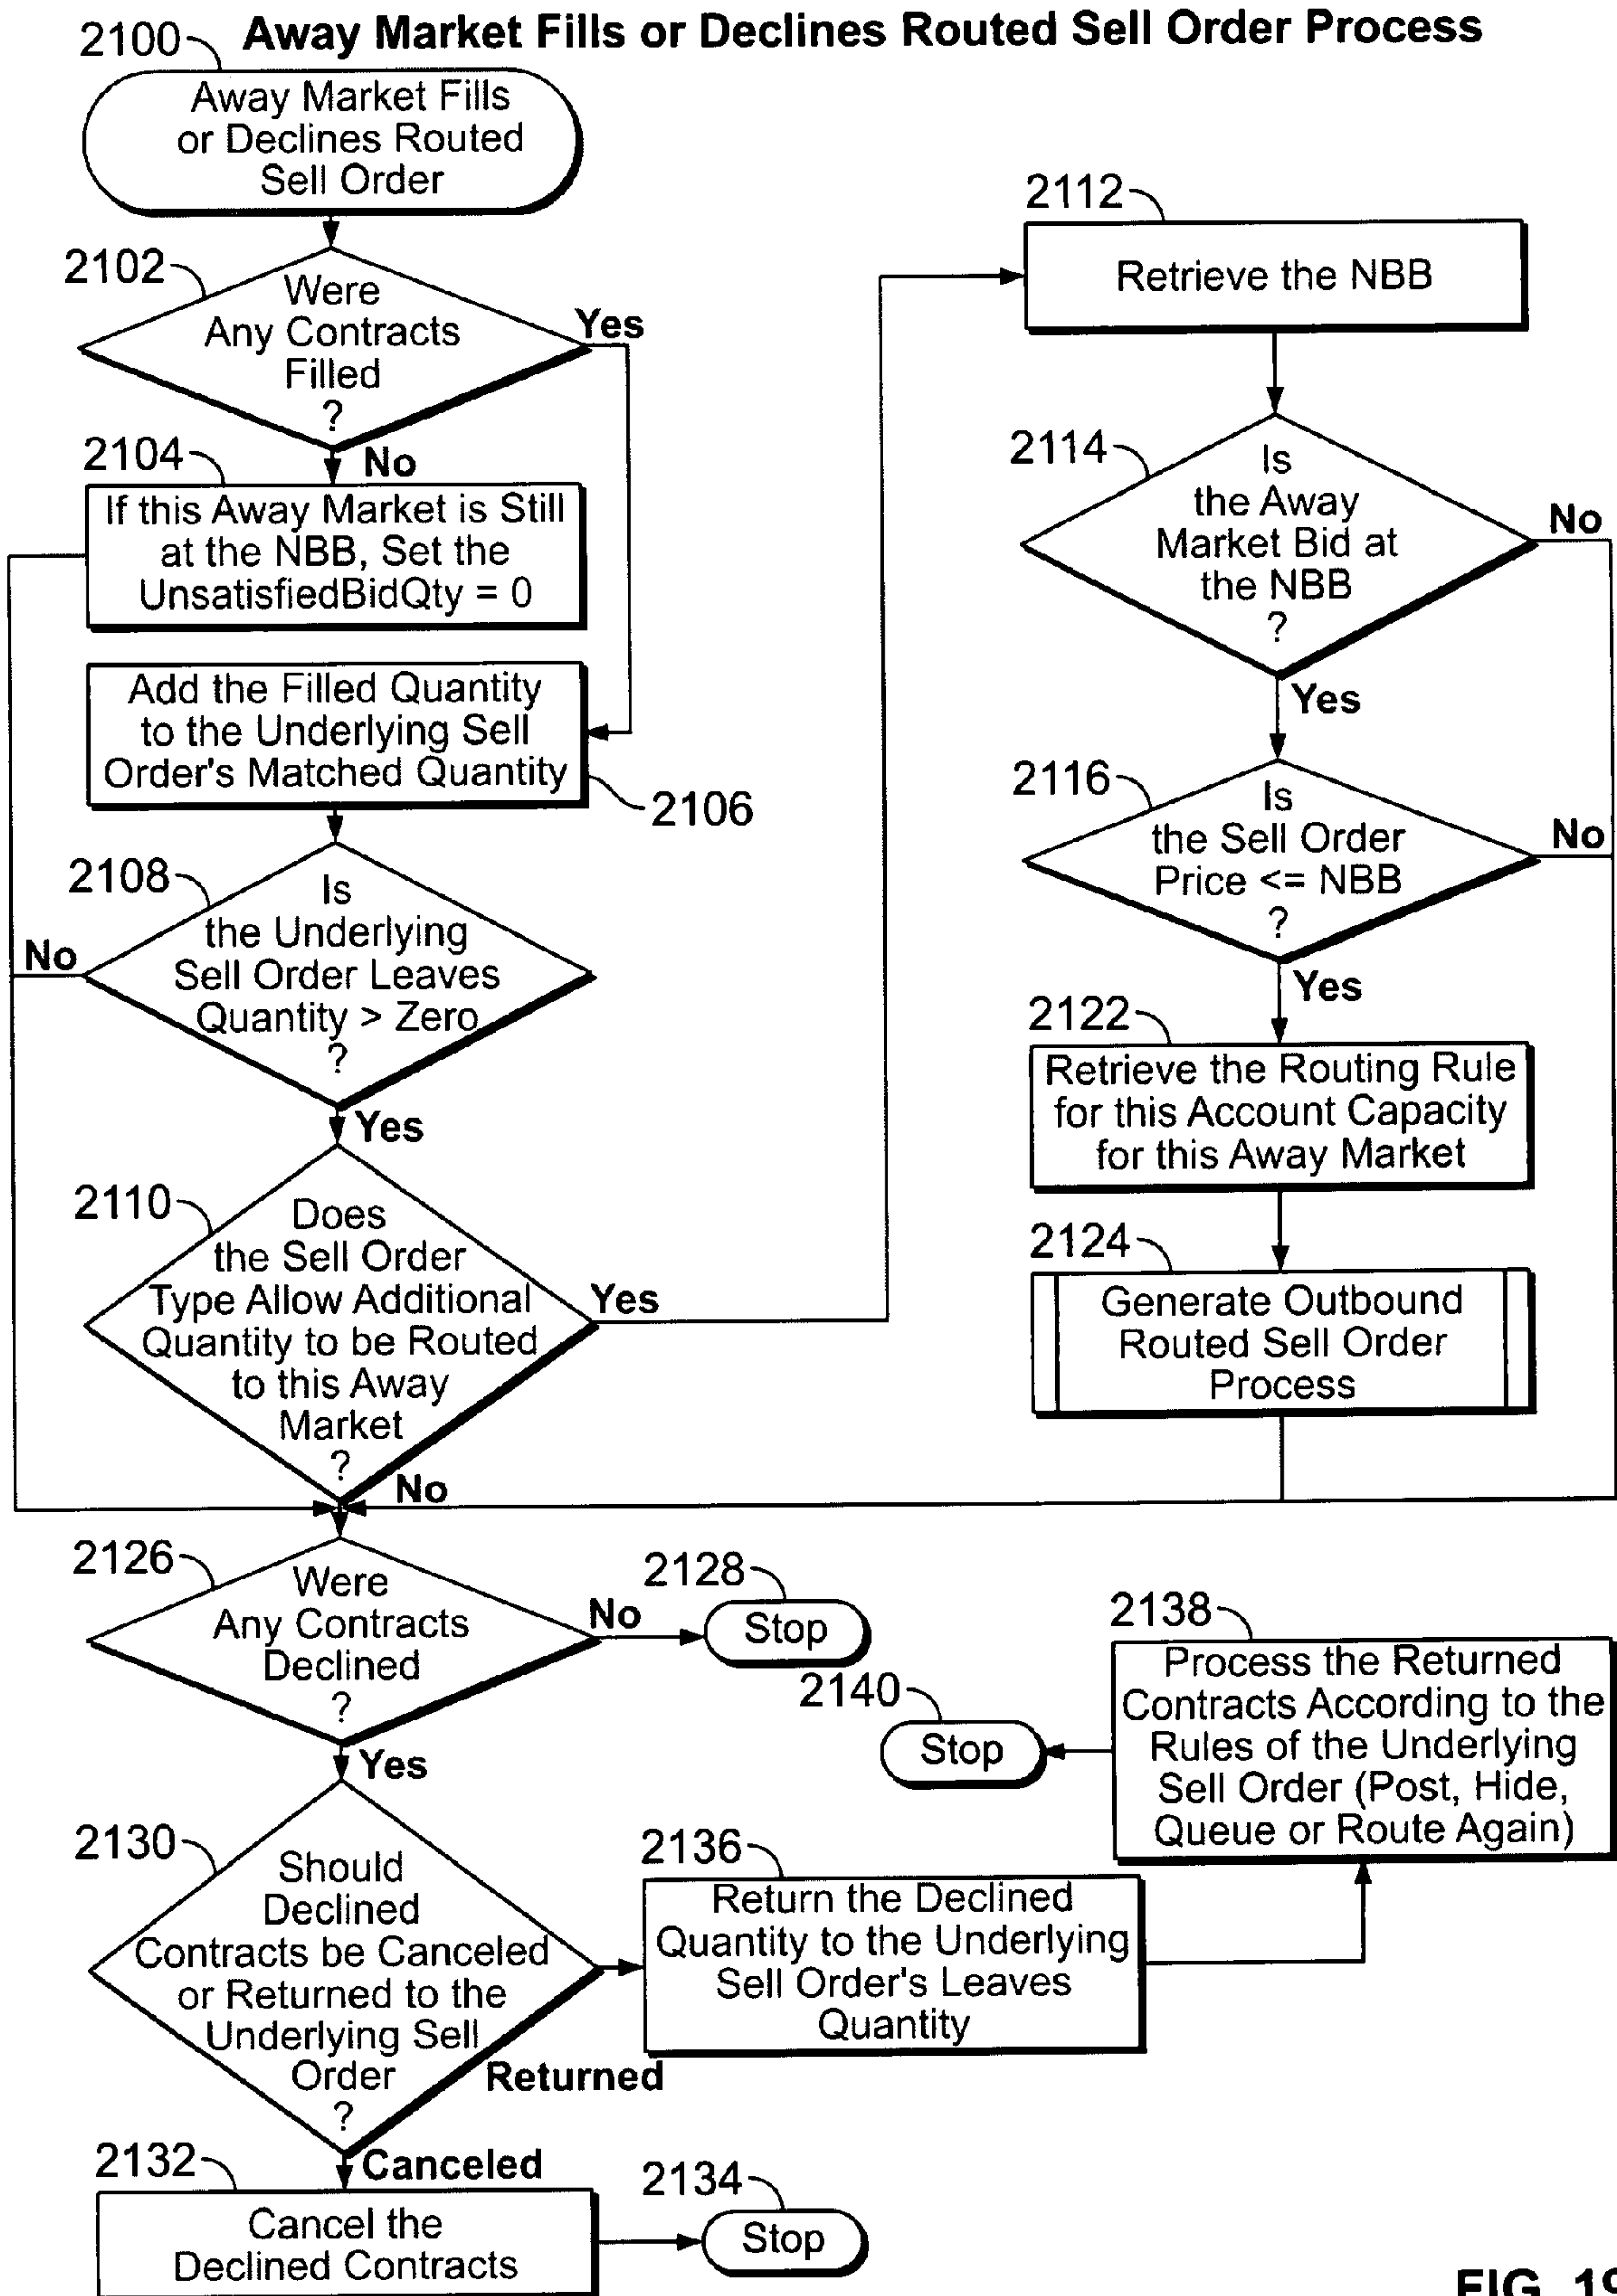 Away Market Fills or Declines Routed Sell Order Process
2100
Away Market Fills
or Declines Routed
Sell Order
2102
Were
Any Contracts
Filled
?
Yes
No
2104
If this Away Market is Still
at the NBB, Set the
UnsatisfiedBidQty = 0
Add the Filled Quantity
to the Underlying Sell
Order's Matched Quantity
2106
2108
Is
the Underlying
Sell Order Leaves
Quantity > Zero
?
No
Yes
2110
Does
the Sell Order
Type Allow Additional
Quantity to be Routed
to this Away
Market
?
Yes
No
2112
Retrieve the NBB
2114
Is
the Away
Market Bid at
the NBB
?
No
Yes
2116
Is
the Sell Order
Price <= NBB
?
No
Yes
2122
Retrieve the Routing Rule
for this Account Capacity
for this Away Market
2124
Generate Outbound
Routed Sell Order
Process
2126
Were
Any Contracts
Declined
?
No
2128
Stop
Yes
2130
Should
Declined
Contracts be Canceled
or Returned to the
Underlying Sell
Order
?
Returned
Canceled
2132
Cancel the
Declined Contracts
2134
Stop
2136
Return the Declined
Quantity to the Underlying
Sell Order's Leaves
Quantity
2138
Process the Returned
Contracts According to the
Rules of the Underlying
Sell Order (Post, Hide,
Queue or Route Again)
2140
Stop
FIG. 19